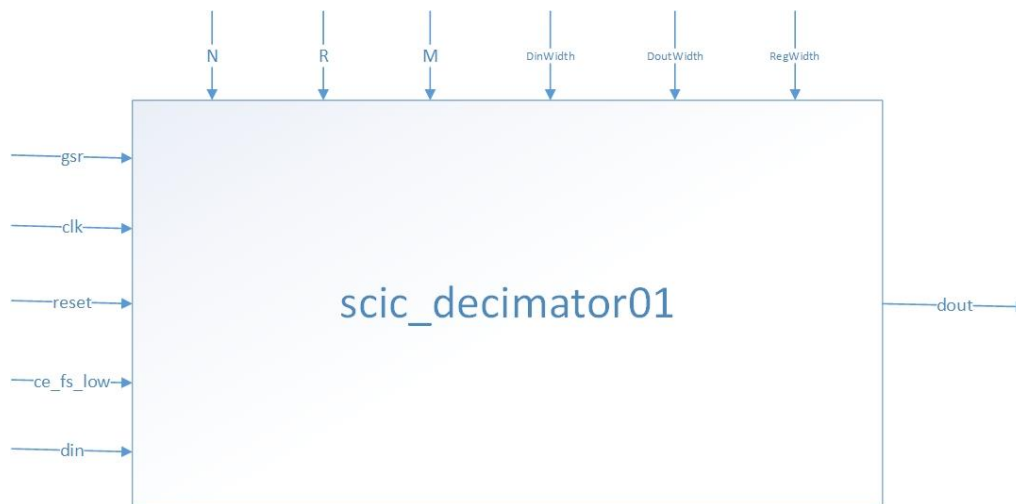 N R M DinWidth DoutWidth RegWidth
gsr
clk
reset
scic_decimator01
dout
ce_fs_low
din